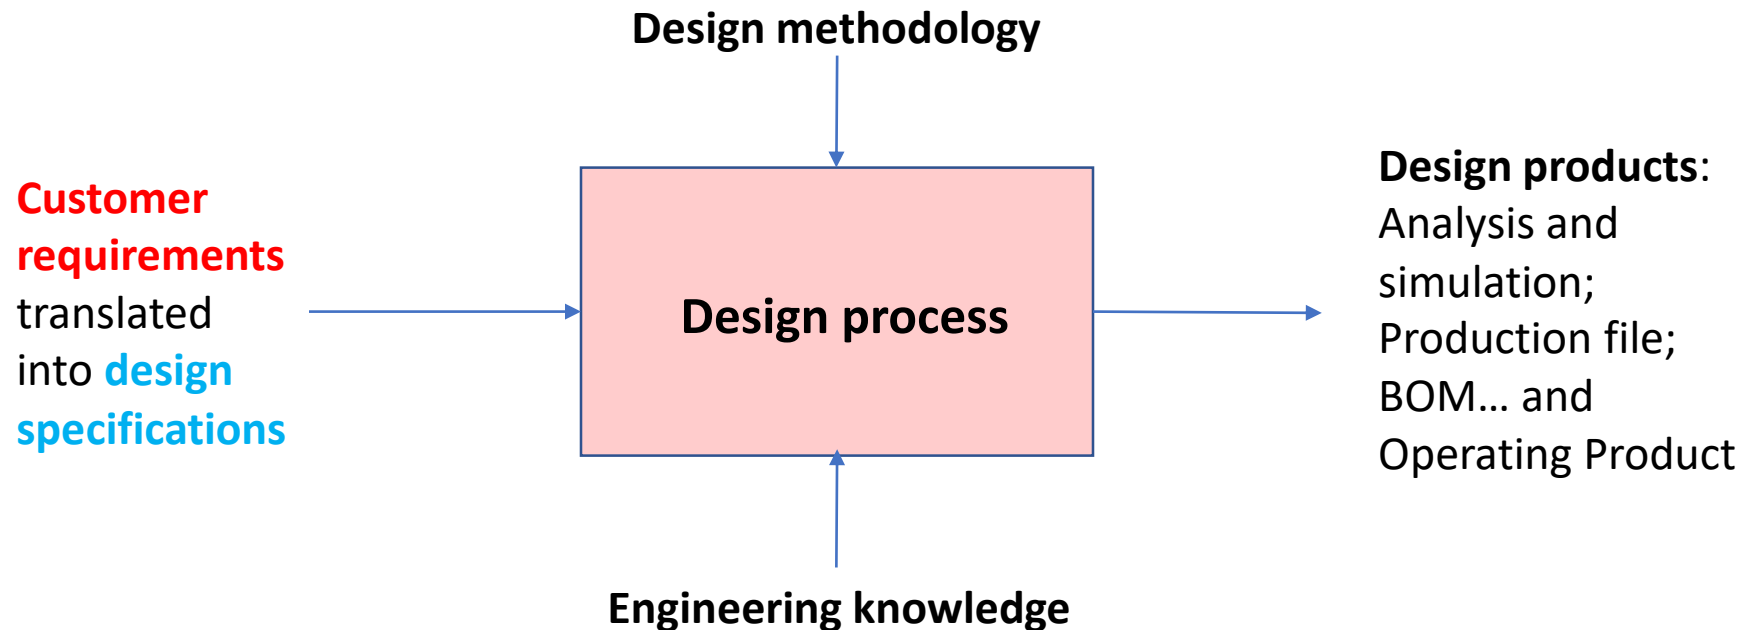 Design methodology
Customer
requirements
translated
into design
specifications
Design process
Design products:
Analysis and
simulation;
Production file;
BOM... and
Operating Product
Engineering knowledge